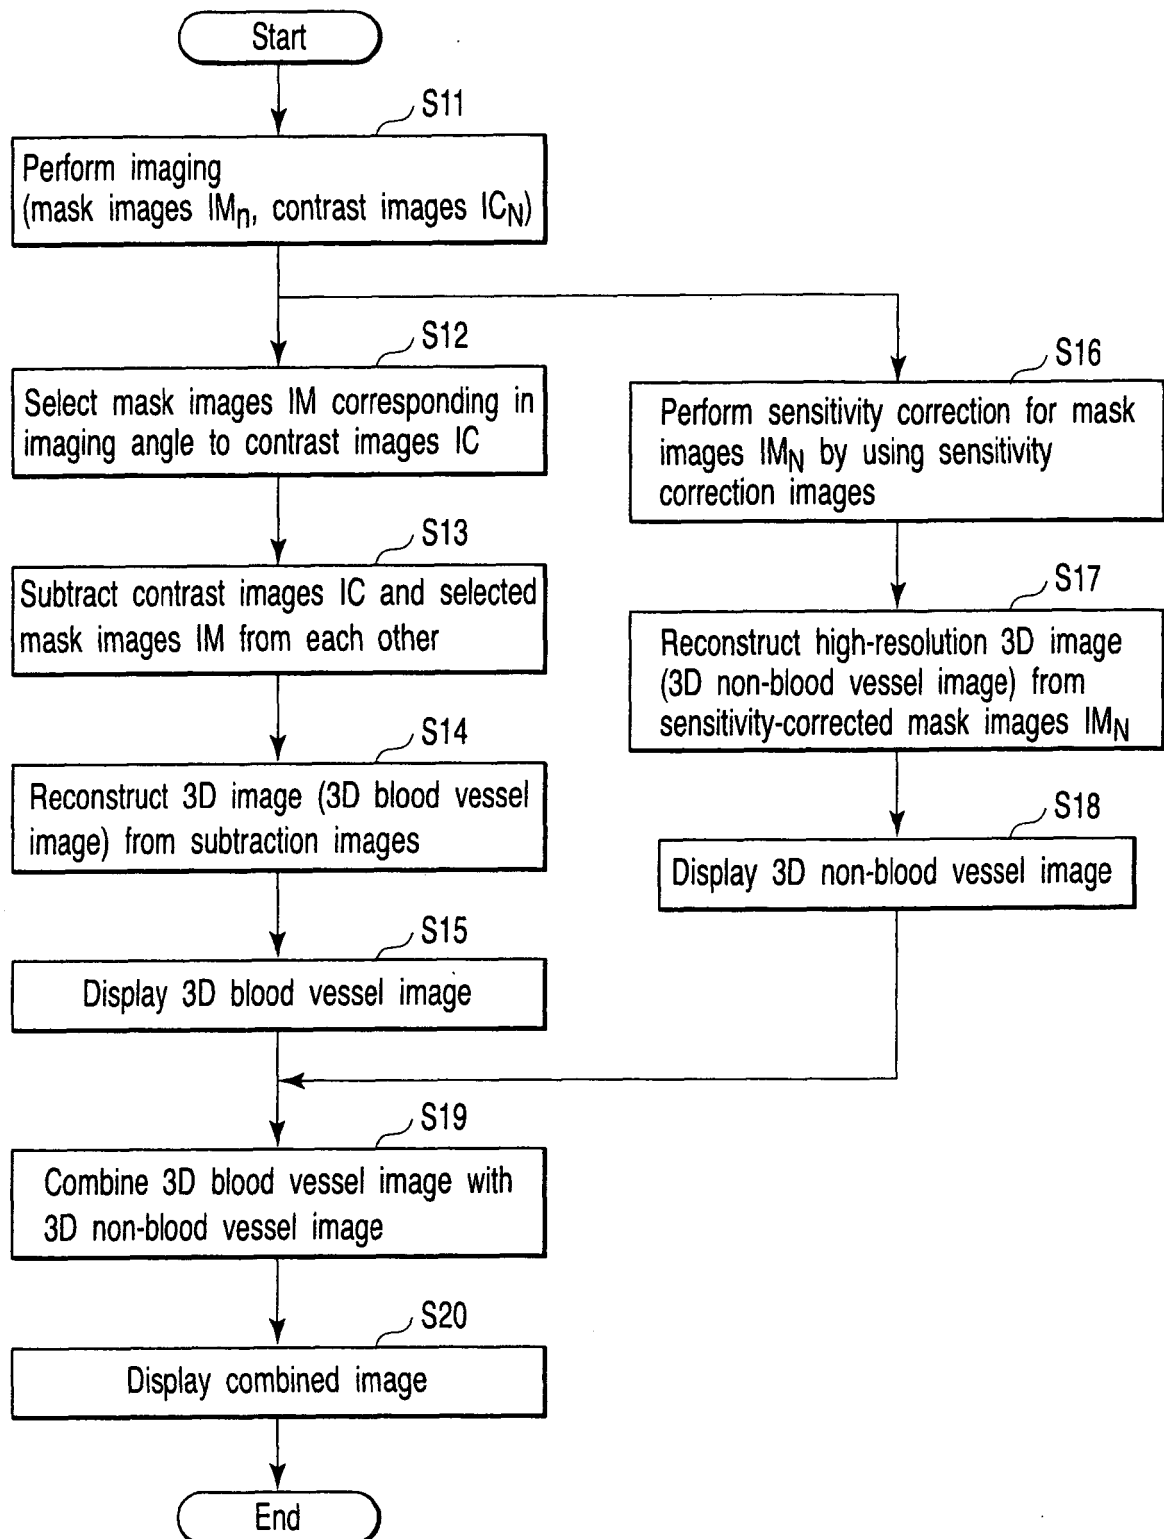 Start
S11
Perform imaging
(mask images IMn, contrast images ICN)
S12
Select mask images IM corresponding in
imaging angle to contrast images IC
S13
Subtract contrast images IC and selected
mask images IM from each other
S14
Reconstruct 3D image (3D blood vessel
image) from subtraction images
S15
Display 3D blood vessel image
S16
Perform sensitivity correction for mask
images IMN by using sensitivity
correction images
S17
Reconstruct high-resolution 3D image
(3D non-blood vessel image) from
sensitivity-corrected mask images IMN
S18
Display 3D non-blood vessel image
S19
Combine 3D blood vessel image with
3D non-blood vessel image
S20
Display combined image
End